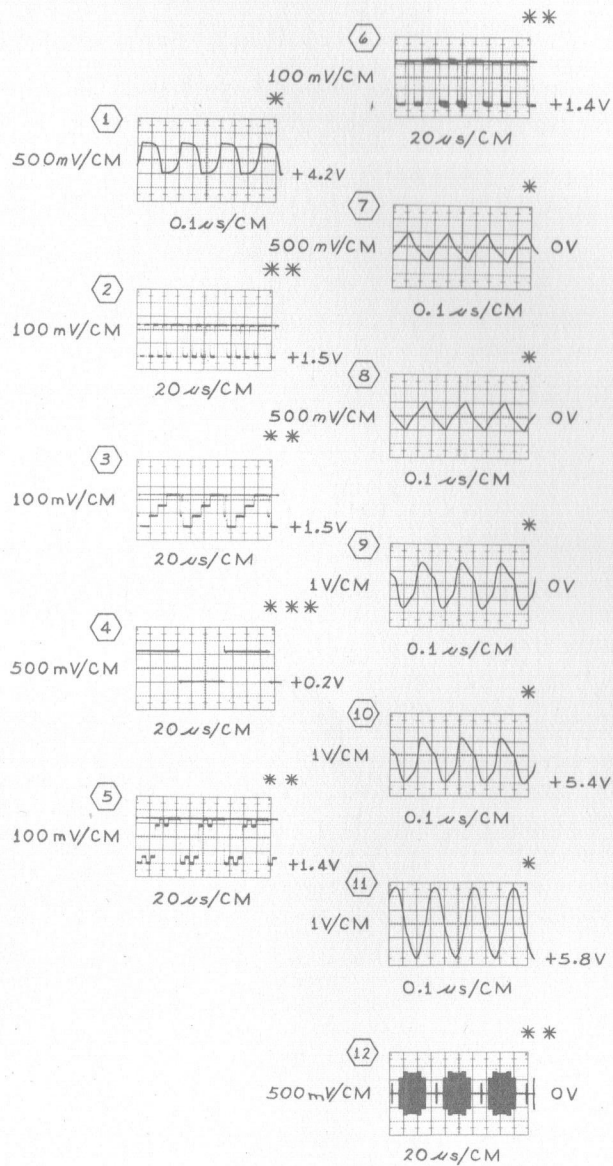 *
1
500mV/CM
+4.2V
0.1µs/CM
**
2
100mV/CM
+1.5V
20µs/CM
**
3
100mV/CM
+1.5V
20µs/CM
***
4
500mV/CM
+0.2V
20µs/CM
**
5
100mV/CM
+1.4V
20µs/CM
**
6
100mV/CM
+1.4V
20µs/CM
*
7
500mV/CM
0V
0.1µs/CM
*
8
500mV/CM
0V
0.1µs/CM
*
9
1V/CM
0V
0.1µs/CM
*
10
1V/CM
+5.4V
0.1µs/CM
*
11
1V/CM
+5.8V
0.1µs/CM
**
12
500mV/CM
0V
20µs/CM